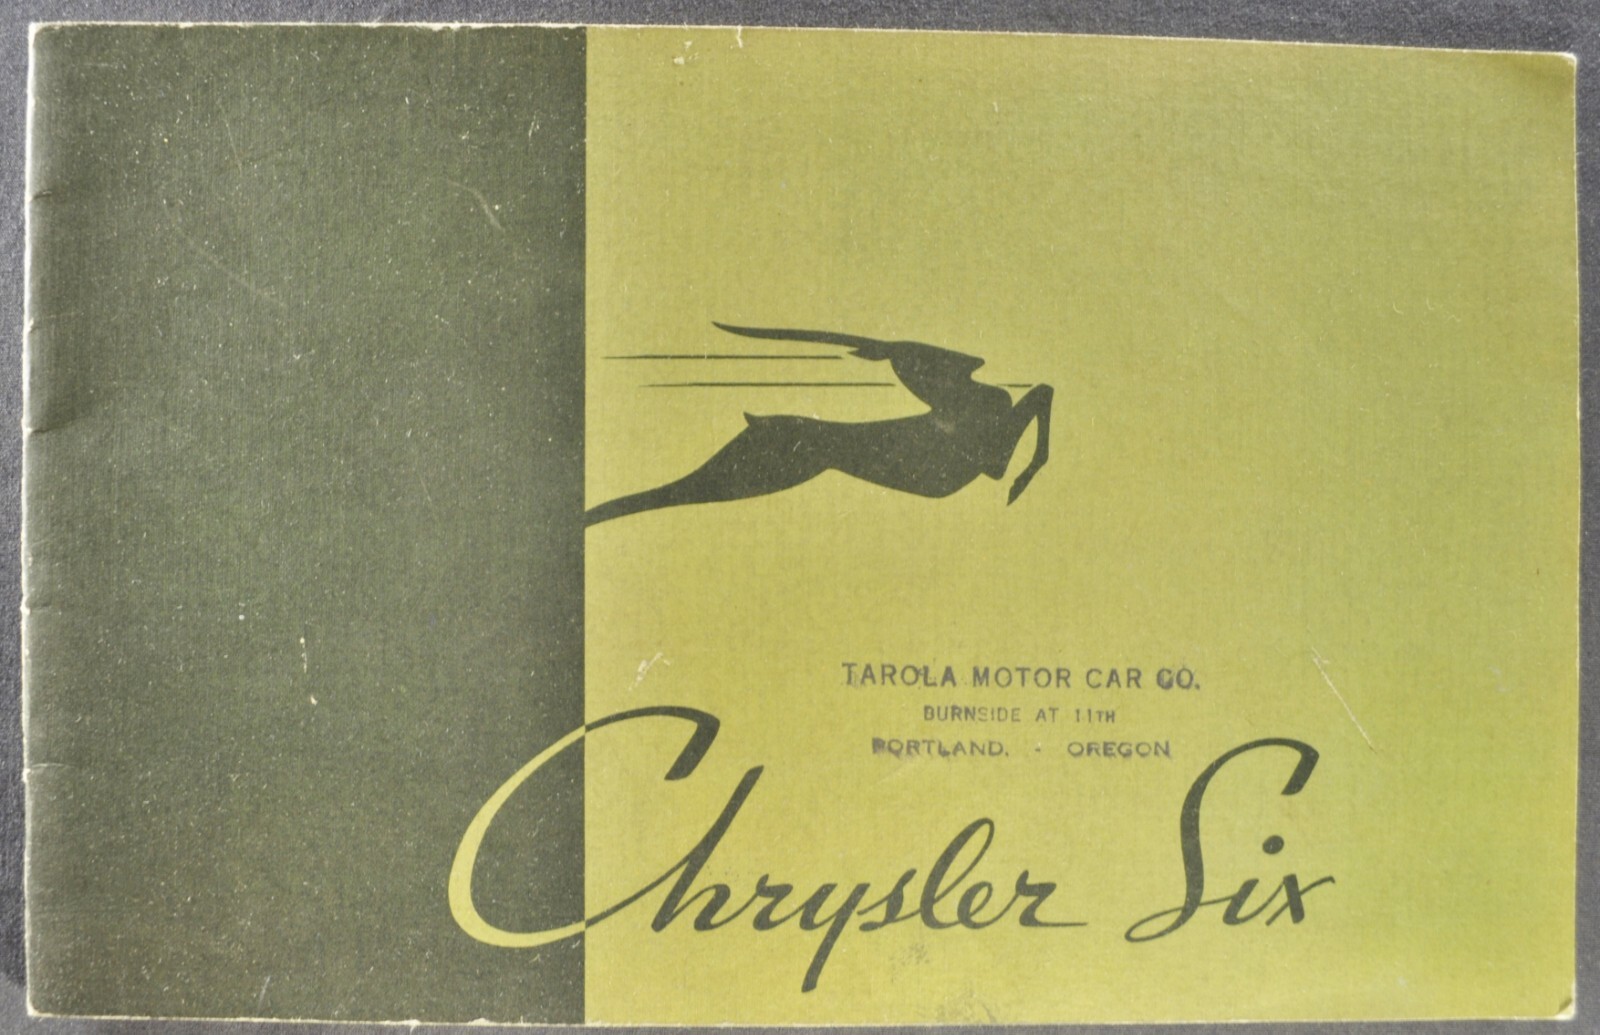 TAROLA MOTOR CAR CO.
BURNSIDE AT 11TH
PORTLAND. · OREGON
Chrysler Six